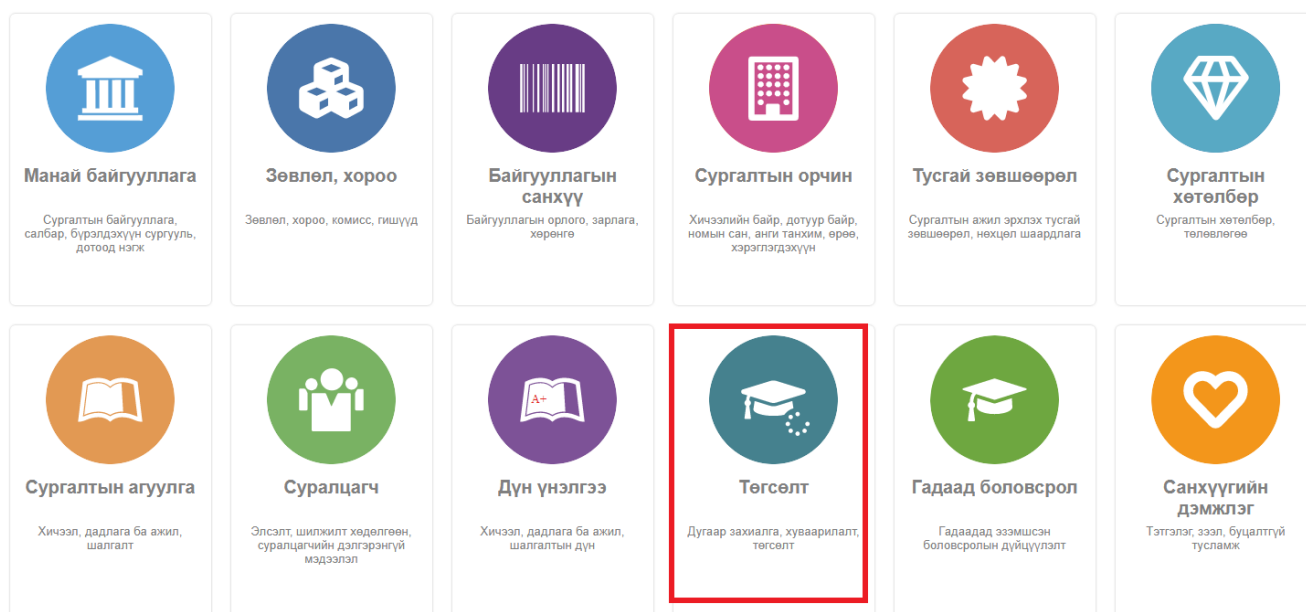 Манай байгууллага
Сургалтын байгууллага,
салбар, бүрэлдэхүүн сургууль,
дотоод нэгж
Зөвлөл, хороо
Зөвлөл, хороо, комисс, гишүүд
Байгууллагын
санхүү
Байгууллагын орлого, зарлага,
хөрөнгө
Сургалтын орчин
Хичээлийн байр, дотуур байр,
номын сан, анги танхим, өрөө,
хэрэглэгдэхүүн
Тусгай зөвшөөрөл
Сургалтын ажил эрхлэх тусгай
зөвшөөрөл, нөхцөл шаардлага
Сургалтын
хөтөлбөр
Сургалтын хөтөлбөр,
төлөвлөгөө
Сургалтын агуулга
Хичээл, дадлага ба ажил,
шалгалт
Суралцагч
Элсэлт, шилжилт хөдөлгөөн,
суралцагчийн дэлгэрэнгүй
мэдээлэл
A+
Дүн үнэлгээ
Хичээл, дадлага ба ажил,
шалгалтын дүн
Төгсөлт
Дугаар захиалга, хуваарилалт,
төгсөлт
Гадаад боловсрол
Гадаадад эзэмшсэн
боловсролын дүйцүүлэлт
Санхүүгийн
дэмжлэг
Тэтгэлэг, зээл, буцалтгүй
тусламж